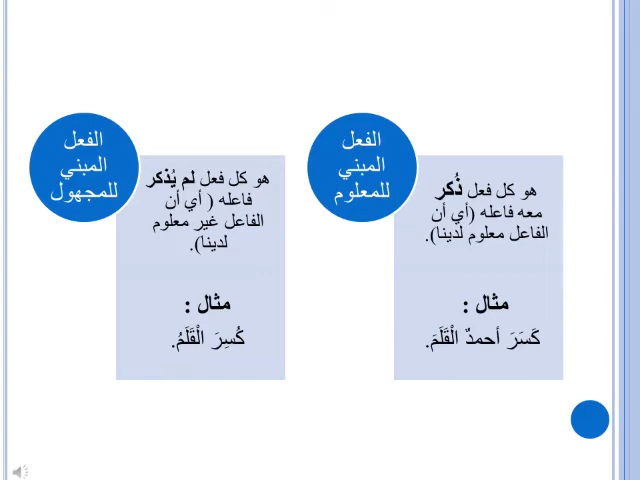 الفعل
المبني
للمعلوم
هو كل فعل ذُكر
معه فاعله (أي أن
الفاعل معلوم لدينا).
مثال :
كَسَرَ أحمدٌ الْقَلَمَ.
الفعل
المبني
للمجهول
هو كل فعل لم يُذكر
فاعله ( أي أن
الفاعل غير معلوم
لدينا).
مثال :
كُسِرَ الْقَلَمُ.